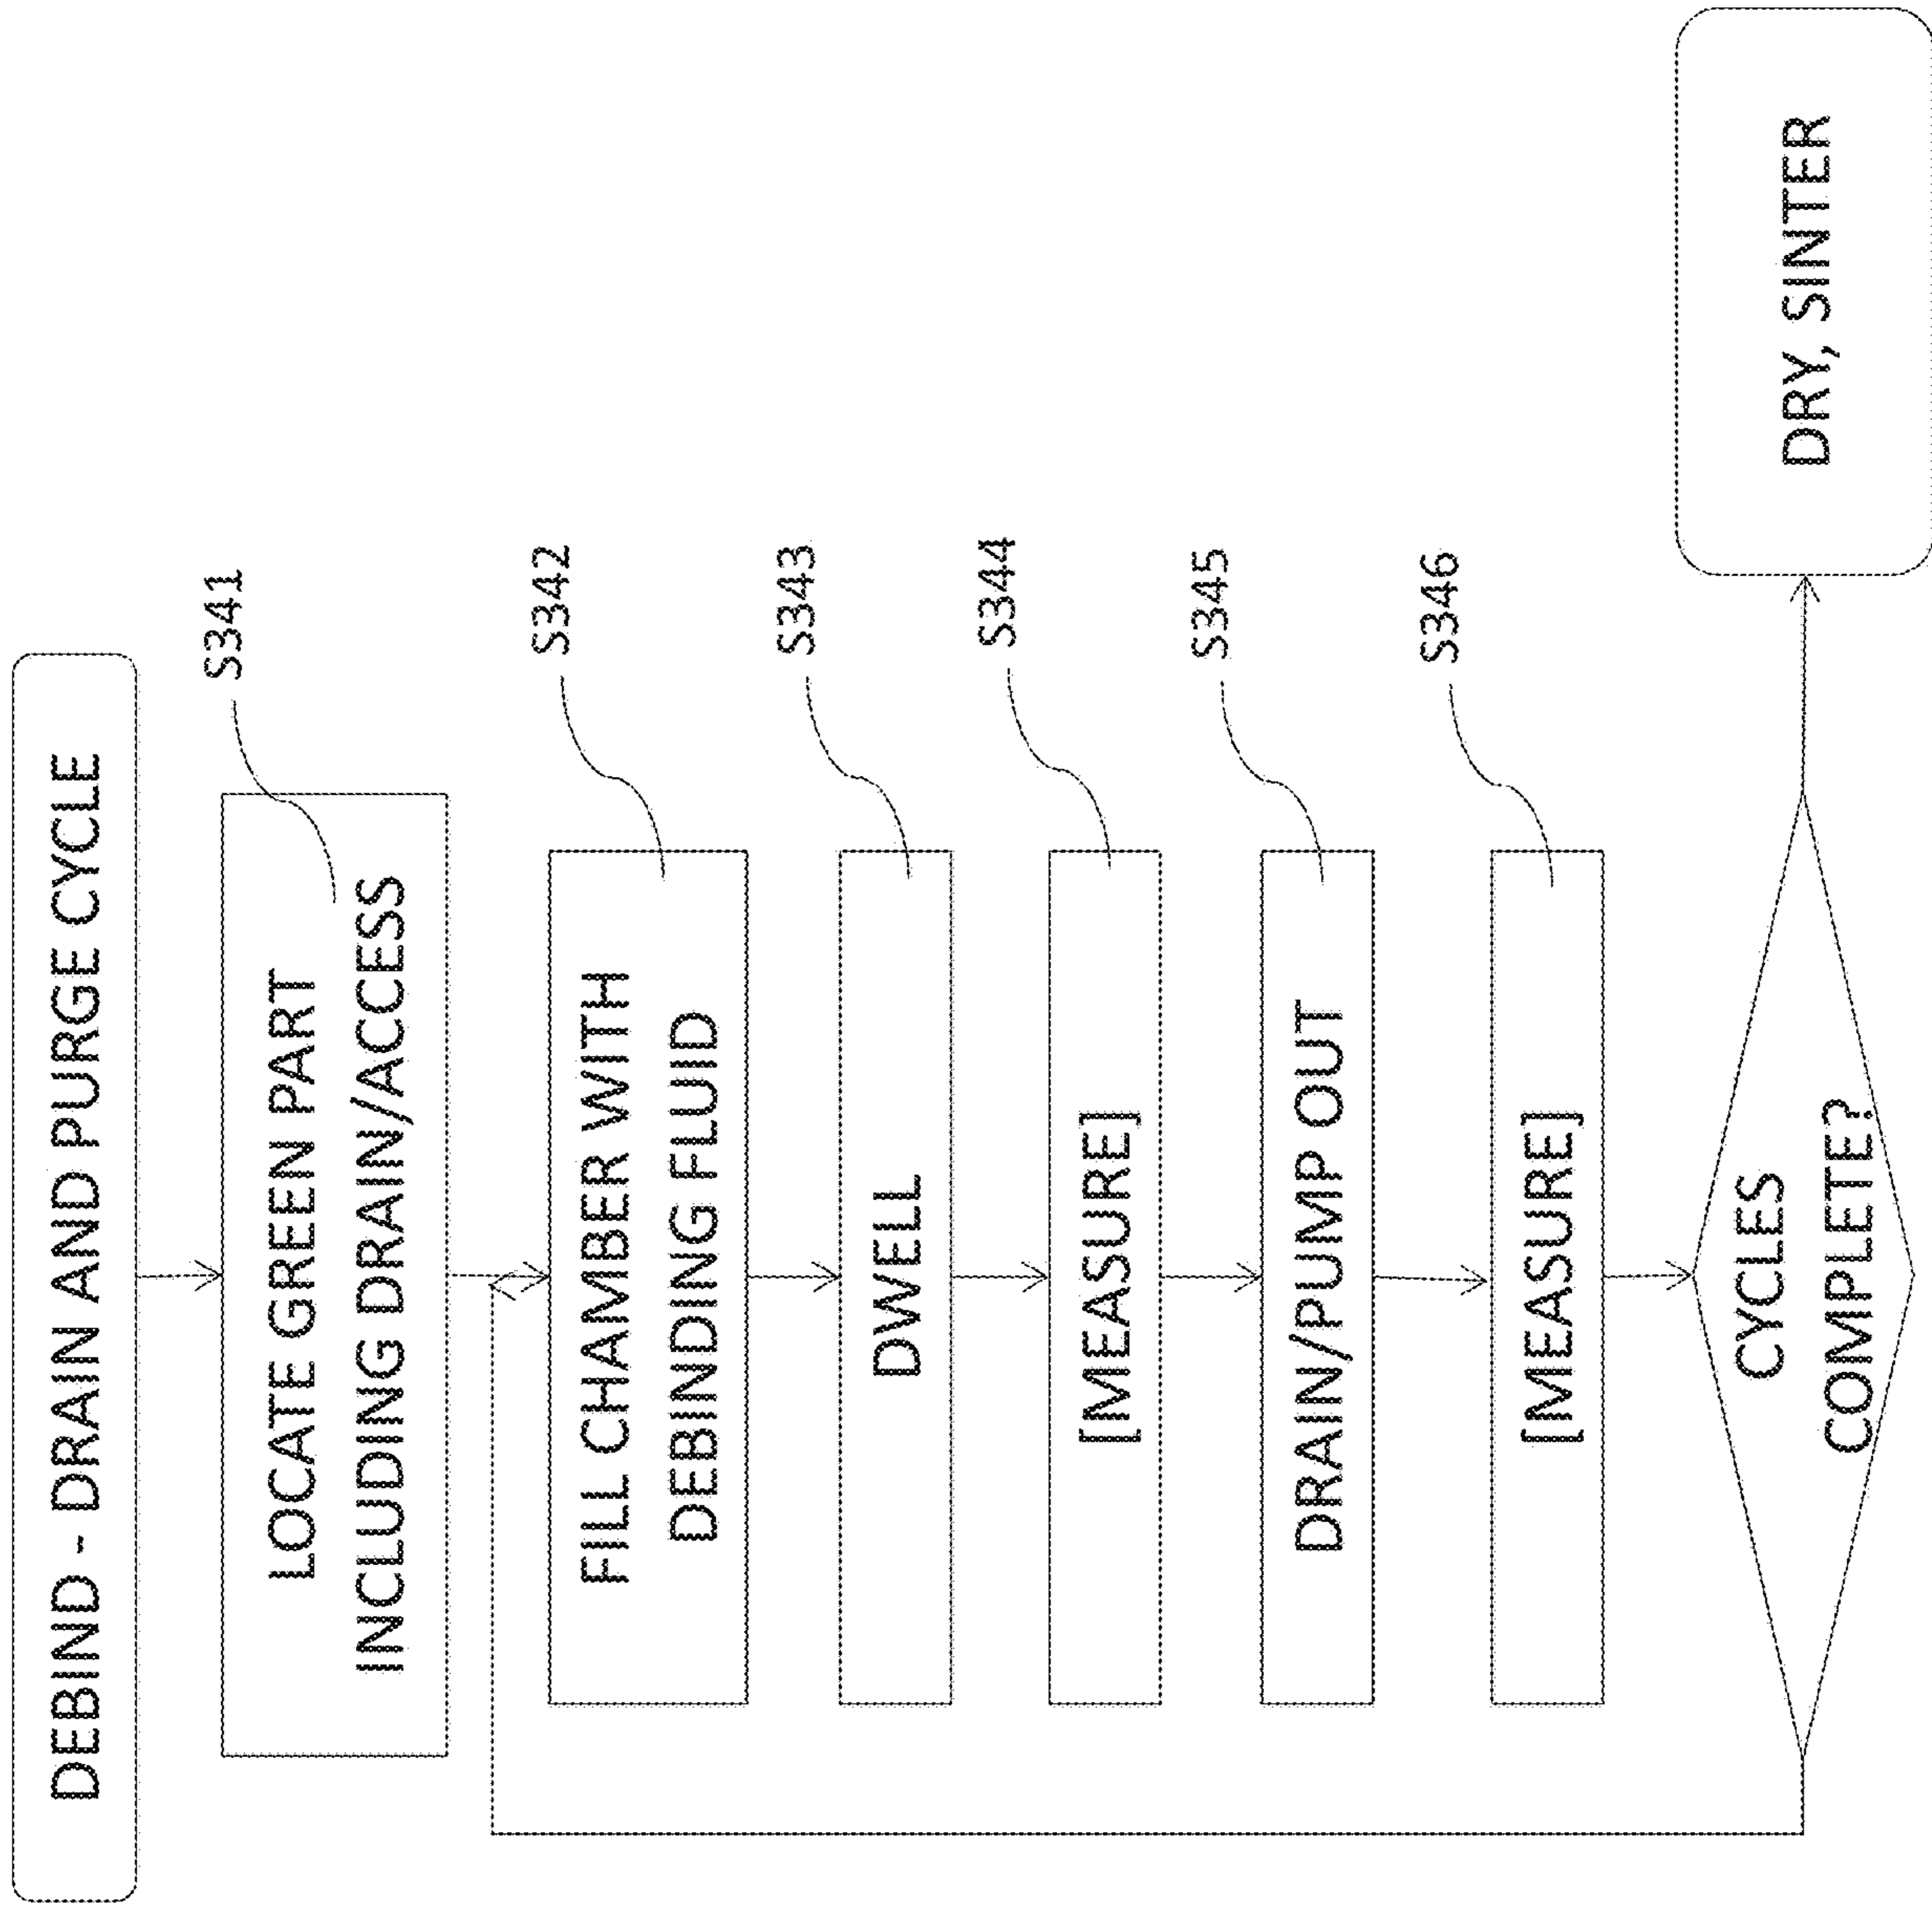 DEBIND - DRAIN AND PURGE CYCLE
S341
LOCATE GREEN PART
INCLUDING DRAIN/ACCESS
S342
FILL CHAMBER WITH
DEBINDING FLUID
S343
DWELL
S344
[MEASURE]
S345
DRAIN/PUMP OUT
S346
[MEASURE]
CYCLES
COMPLETE?
DRY, SINTER